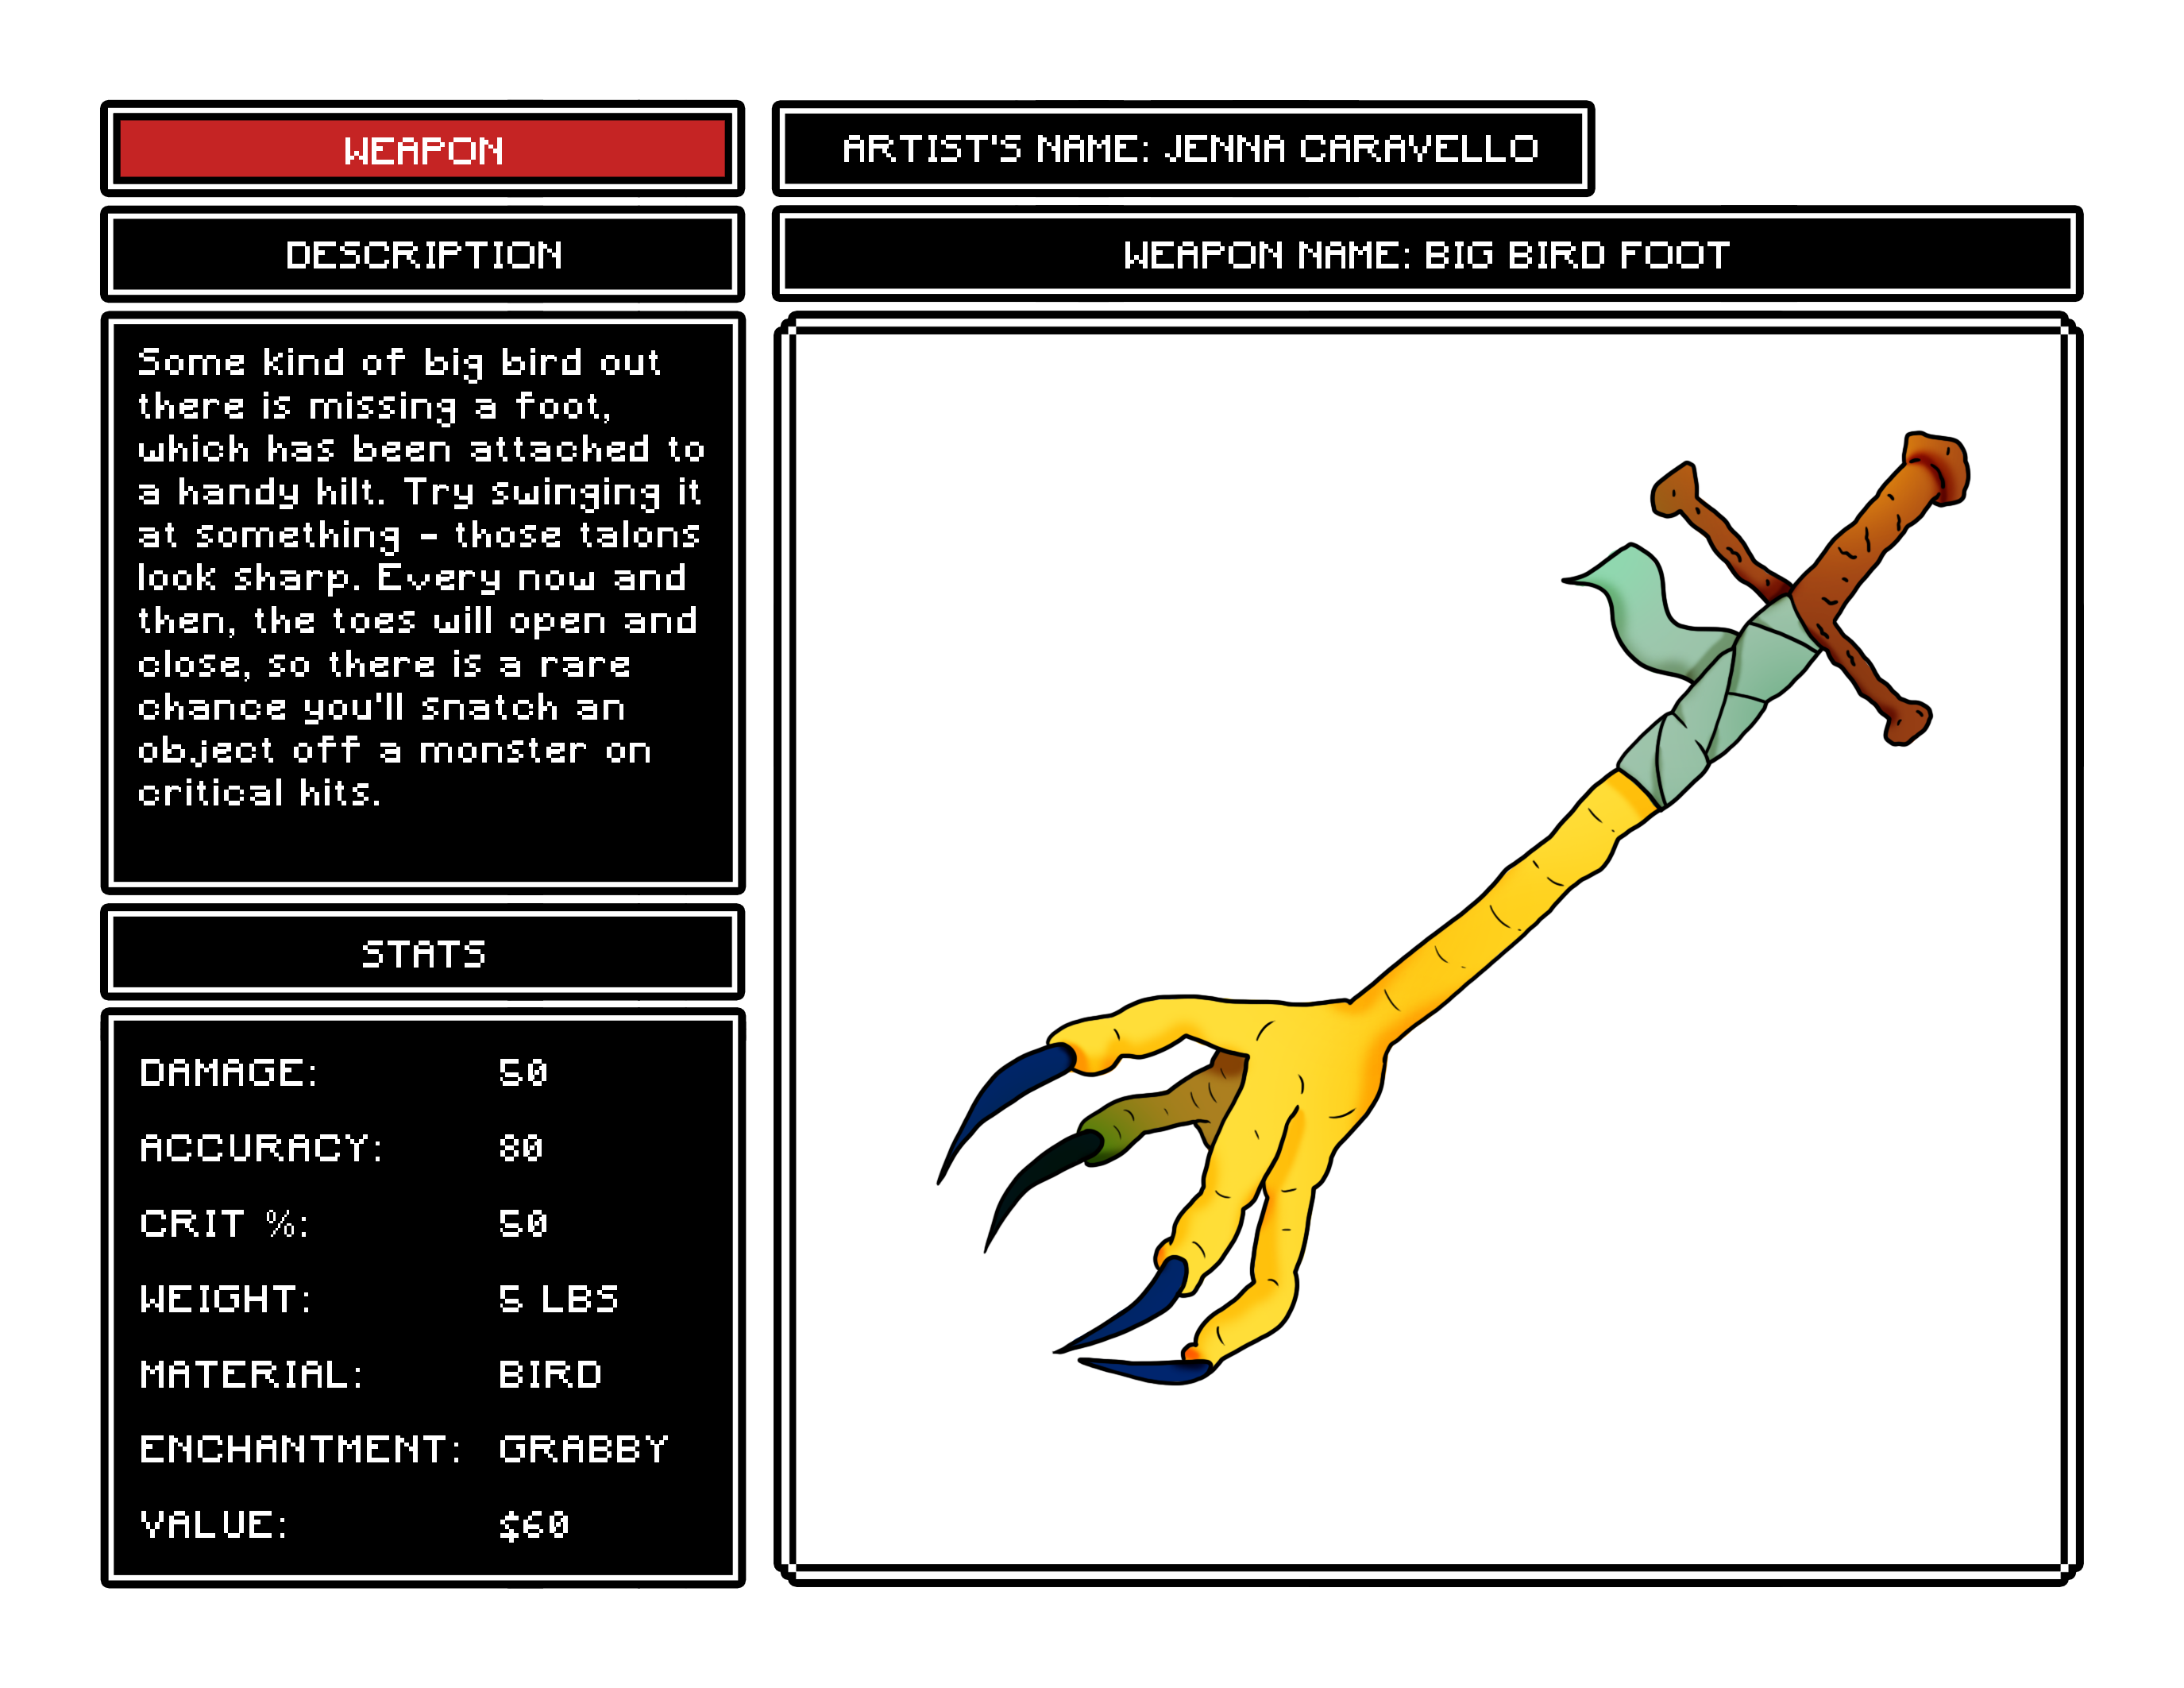 WEAPON
ARTIST'S NAME: JENNA CARAVELLO
DESCRIPTION
WEAPON NAME: BIG BIRD FOOT
Some kind of big bird out
there is missing a foot,
which has been attached to
a handy hilt. Try swinging it
at something - those talons
look sharp. Every now and
then, the toes will open and
close, so there is a rare
chance you'll snatch an
object off a monster on
critical hits.
STATS
DAMAGE: 50
ACCURACY: 80
CRIT %: 50
WEIGHT: 5 LBS
MATERIAL: BIRD
ENCHANTMENT: GRABBY
VALUE: $60